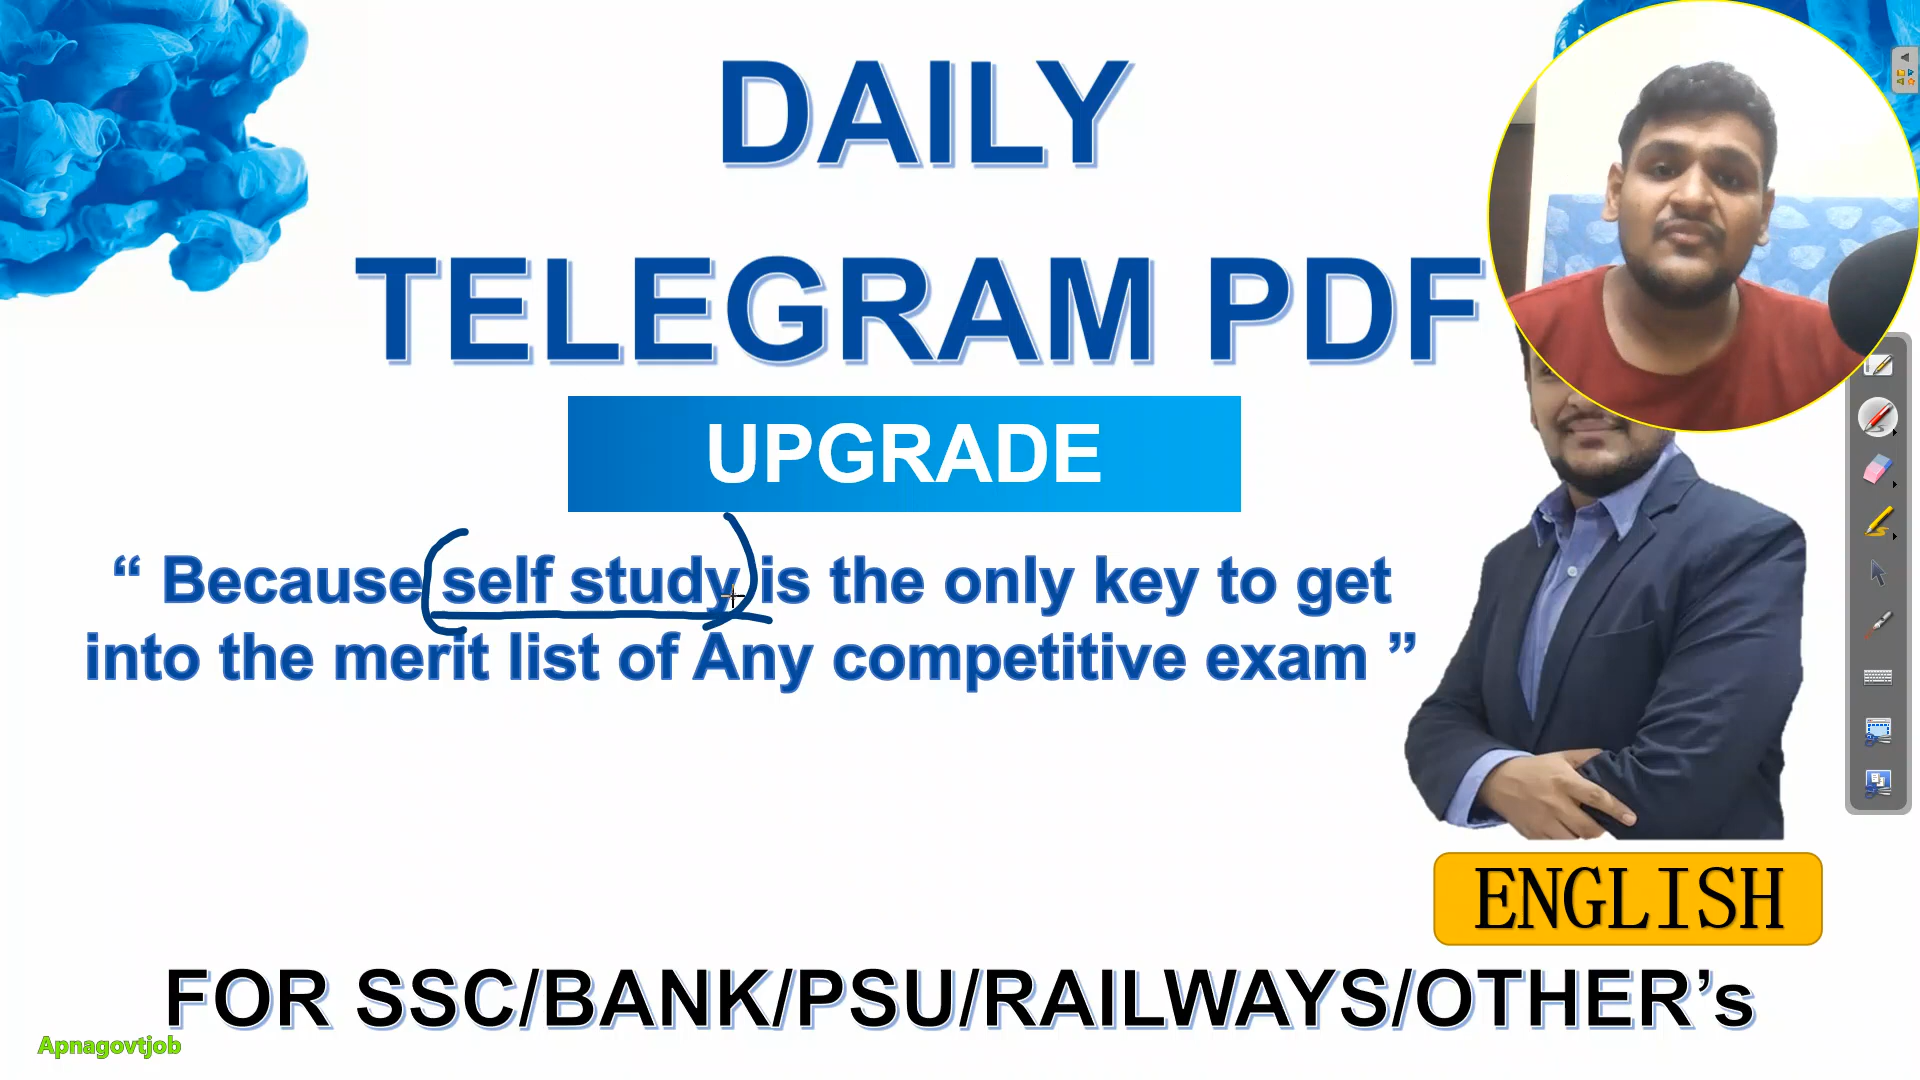 DAILY
TELEGRAM PDF
UPGRADE
“ Because self study is the only key to get
into the merit list of Any competitive exam ”
ENGLISH
FOR SSC/BANK/PSU/RAILWAYS/OTHER’s
Apnagovtjob